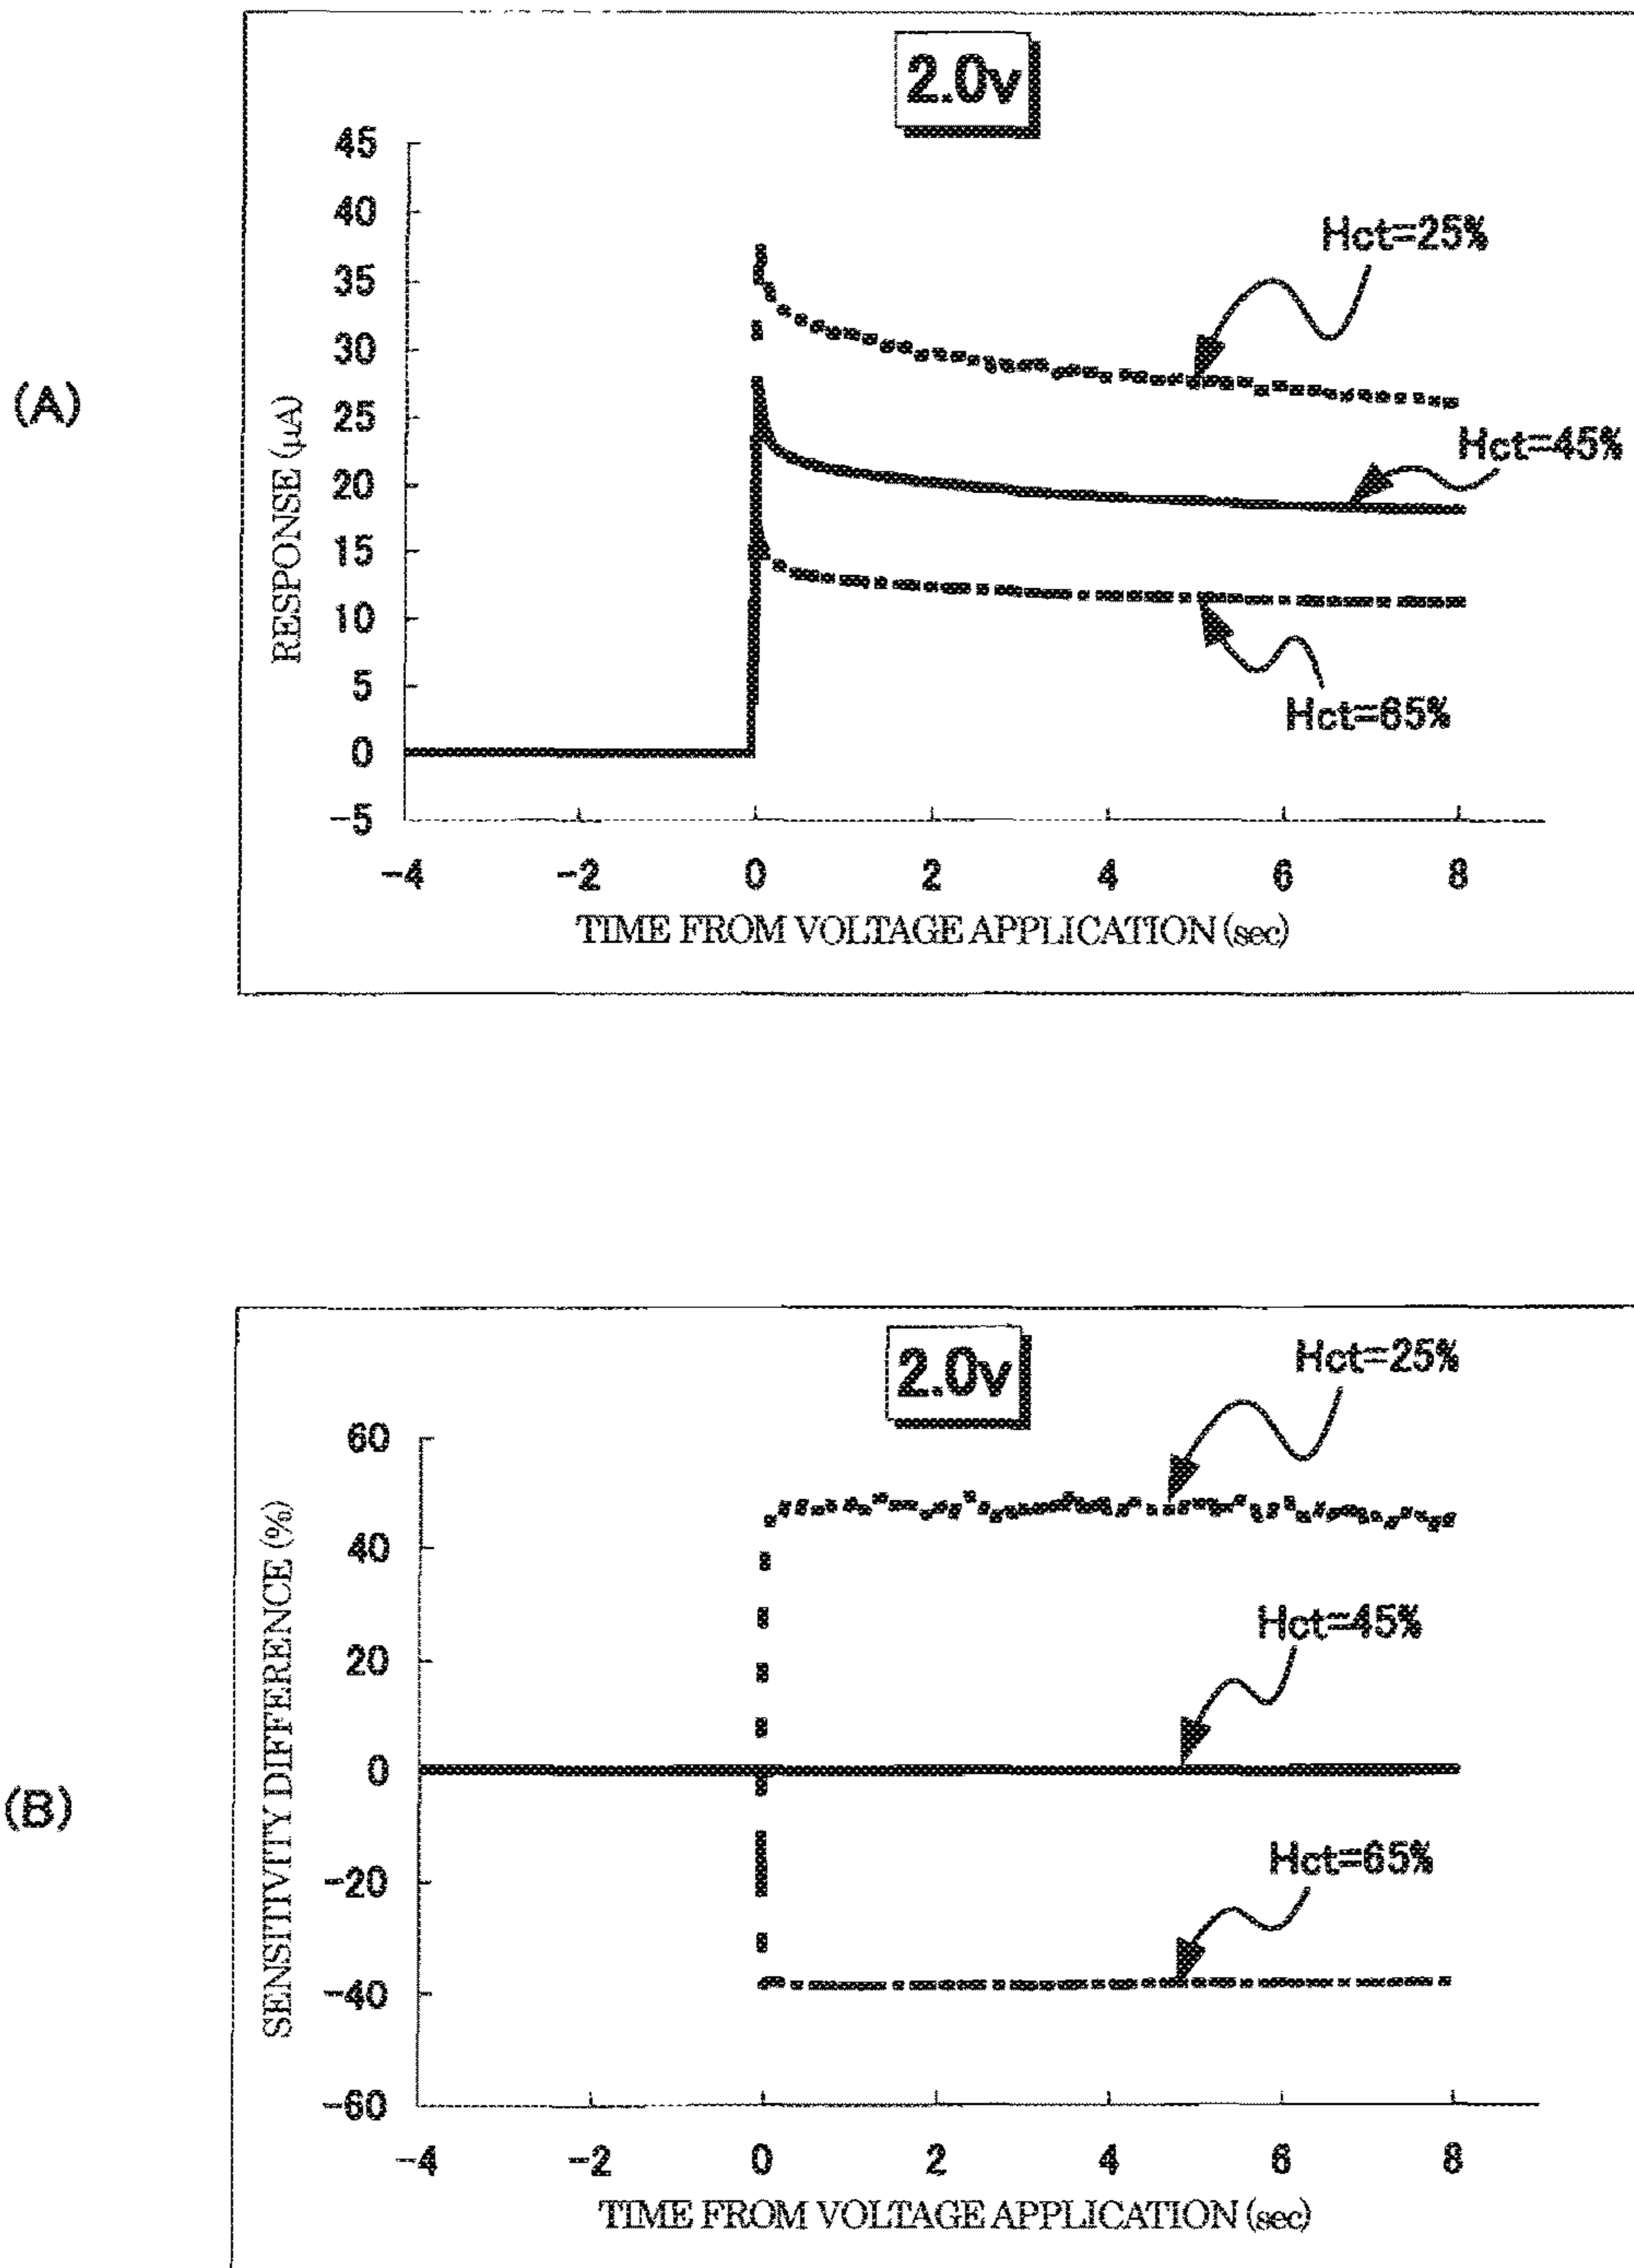 (A)
2.0v
RESPONSE (μA)
45
40
35
30
25
20
15
10
5
0
-5
Hct=25%
Hct=45%
Hct=65%
-4 -2 0 2 4 6 8
TIME FROM VOLTAGE APPLICATION (sec)
(B)
2.0v
SENSITIVITY DIFFERENCE (%)
60
40
20
0
-20
-40
-60
Hct=25%
Hct=45%
Hct=65%
-4 -2 0 2 4 6 8
TIME FROM VOLTAGE APPLICATION (sec)